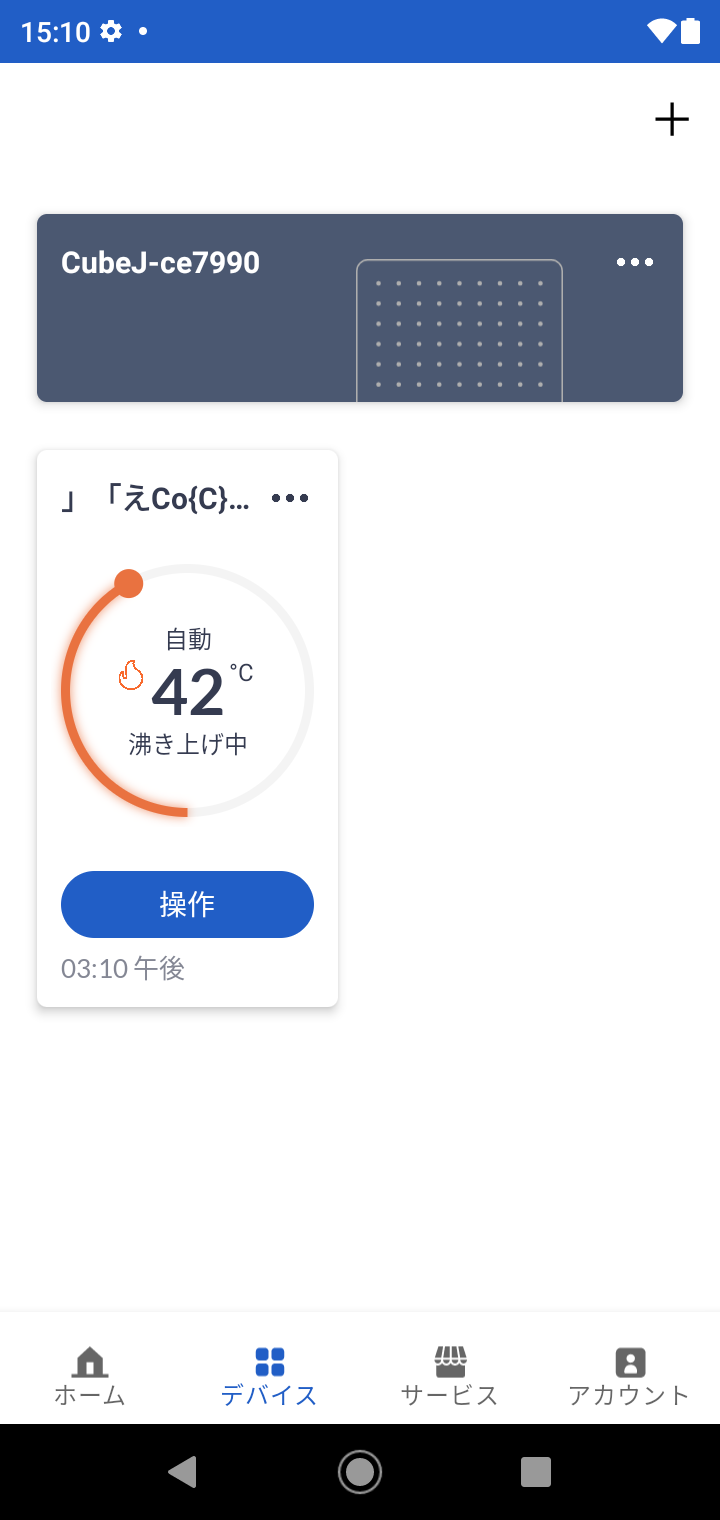 15:10
CubeJ-ce7990
」「えCo{C}...
自動
42 °C
沸き上げ中
操作
03:10 午後
ホーム
デバイス
サービス
アカウント